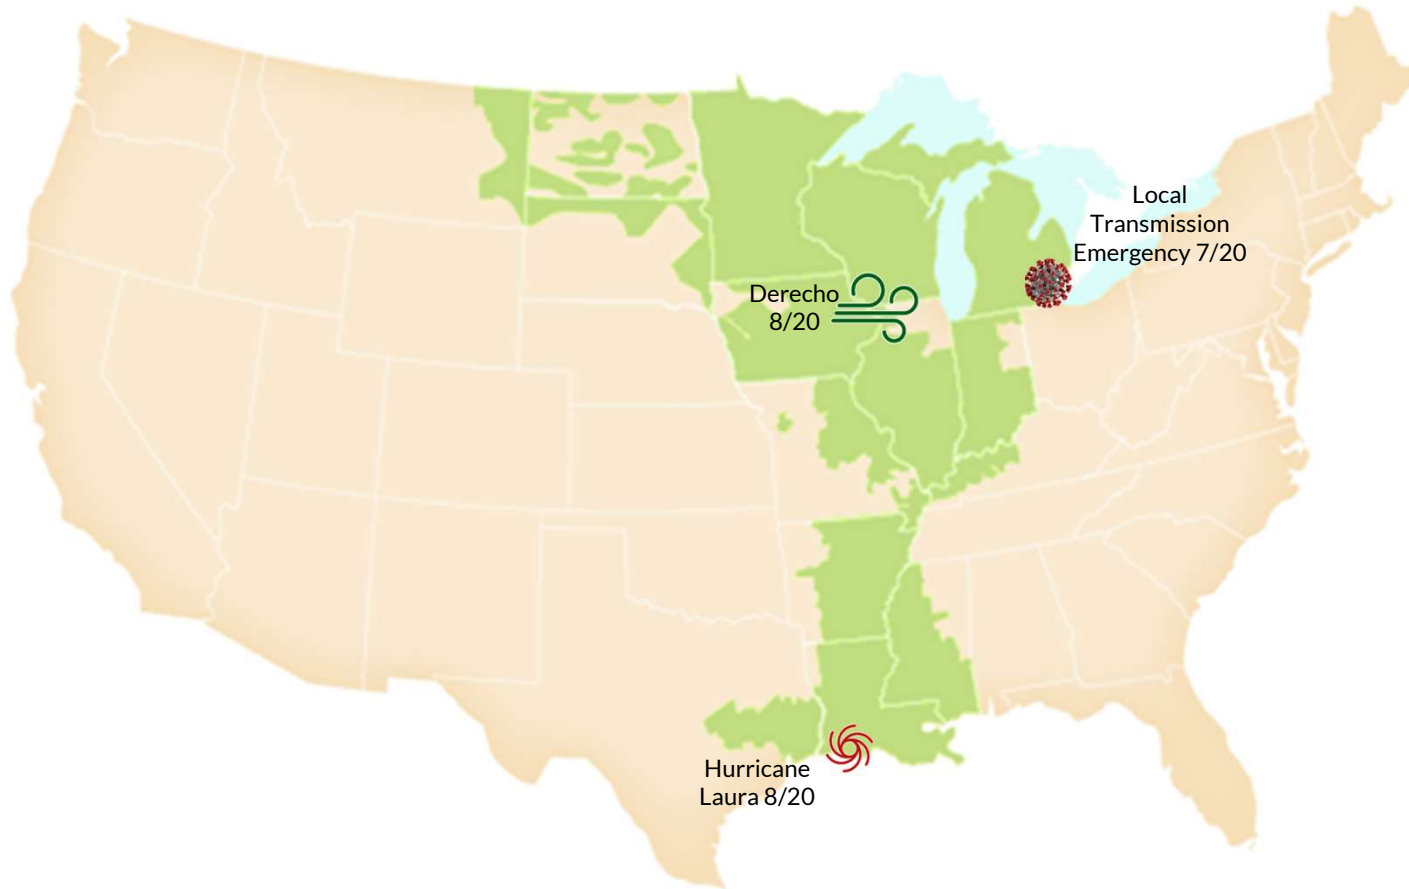 Local
Transmission
Emergency 7/20
Derecho
8/20
Hurricane
Laura 8/20